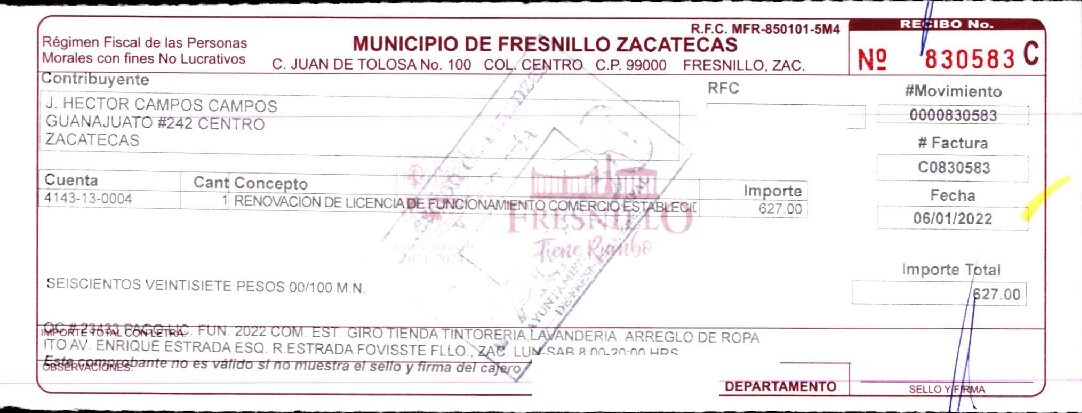 R.F.C. MFR-850101-5M4
RECIBO No.
Régimen Fiscal de las Personas
Morales con fines No Lucrativos
MUNICIPIO DE FRESNILLO ZACATECAS
C. JUAN DE TOLOSA No. 100 COL. CENTRO C.P. 99000 FRESNILLO, ZAC.
Nº 830583 C
Contribuyente
RFC
#Movimiento
J. HECTOR CAMPOS CAMPOS
GUANAJUATO #242 CENTRO
ZACATECAS
0000830583
# Factura
C0830583
Cuenta Cant Concepto Importe
Fecha
4143-13-0004 1 RENOVACION DE LICENCIA DE FUNCIONAMIENTO COMERCIO ESTABLECID 627.00
06/01/2022
FRESNILLO
Tiene Rumbo
Importe Total
SEISCIENTOS VEINTISIETE PESOS 00/100 M.N.
627.00
OC # 23433 PAGO LIC. FUN. 2022 COM. EST. GIRO TIENDA TINTORERIA,LAVANDERIA, ARREGLO DE ROPA
IMPORTE TOTAL CON LETRA
ITO AV. ENRIQUE ESTRADA ESQ. R ESTRADA FOVISSTE FLLO., ZAC. LUN-SAB 8:00-20:00 HRS
Este comprobante no es válido si no muestra el sello y firma del cajero
OBSERVACIONES:
DEPARTAMENTO
SELLO Y FIRMA